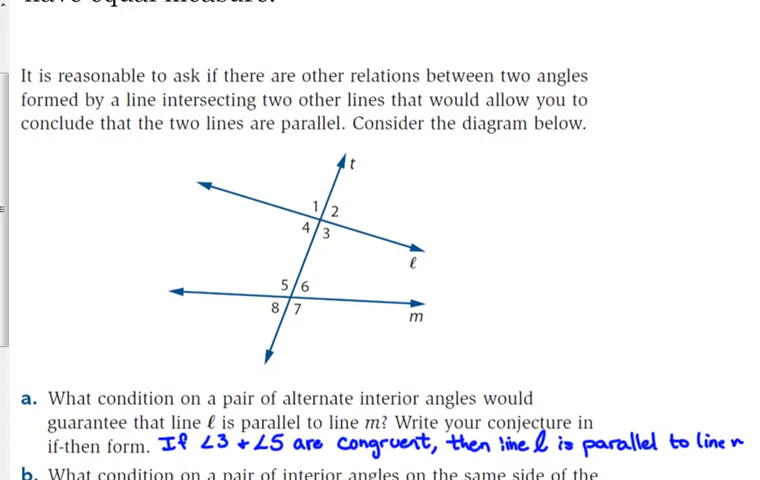 have equal measure.
It is reasonable to ask if there are other relations between two angles
formed by a line intersecting two other lines that would allow you to
conclude that the two lines are parallel. Consider the diagram below.
t
1 2
4 3
ℓ
5 6
8 7
m
a. What condition on a pair of alternate interior angles would
guarantee that line ℓ is parallel to line m? Write your conjecture in
if-then form. If ∠3 + ∠5 are congruent, then line ℓ is parallel to line m
b. What condition on a pair of interior angles on the same side of the